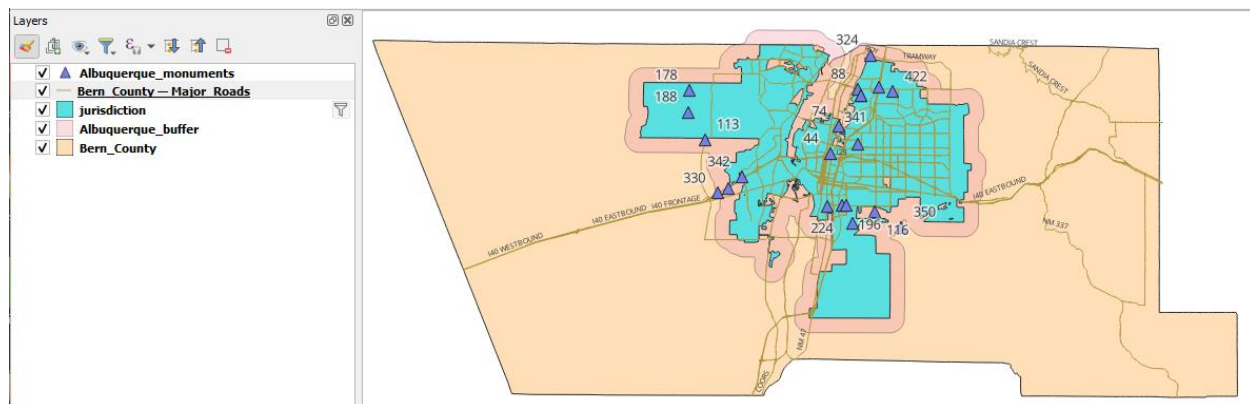 Layers
Albuquerque_monuments
Bern_County — Major_Roads
jurisdiction
Albuquerque_buffer
Bern_County
324
SANDIA CREST
TRAMWAY
SANDIA CREST
178
88
422
188
74
341
113
44
342
330
I40 EASTBOUND
I40 EASTBOUND
I40 FRONTAGE
350
224
196
116
I40 WESTBOUND
NM 337
NM 47
COORS